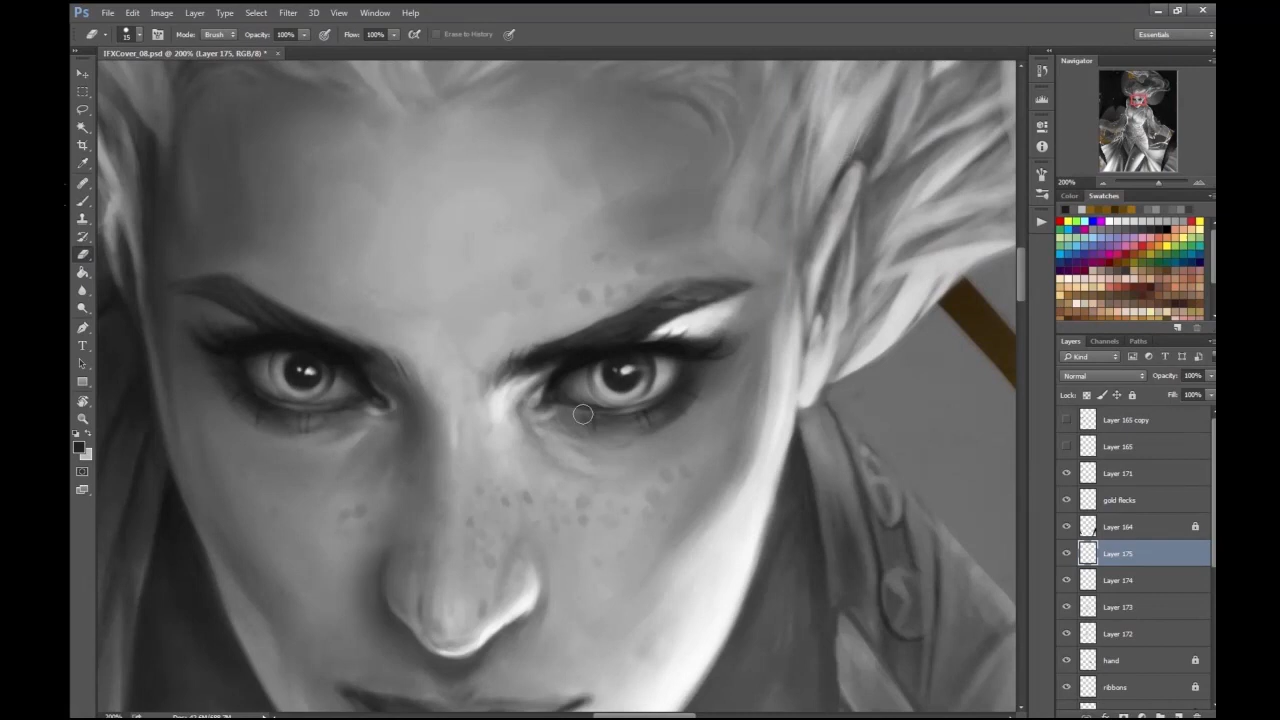 Ps File Edit Image Layer Type Select Filter 3D View Window Help
15 Mode: Brush Opacity: 100% Flow: 100% Erase to History Essentials
IFXCover_08.psd @ 200% (Layer 175, RGB/8) * ×
Navigator
200%
Color Swatches
Layers Channels Paths
Kind
Normal Opacity: 100%
Lock: Fill: 100%
Layer 165 copy
Layer 165
Layer 171
gold flecks
Layer 164
Layer 175
Layer 174
Layer 173
Layer 172
hand
ribbons